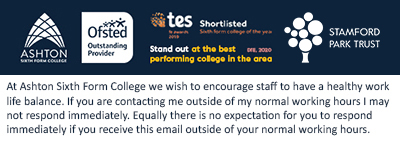 ASHTON
SIXTH FORM COLLEGE
Ofsted
Outstanding
Provider
tes
fe awards
2019
Shortlisted
Sixth form college of the year
Stand out at the best
DfE, 2020
performing college in the area
STAMFORD
PARK TRUST
At Ashton Sixth Form College we wish to encourage staff to have a healthy work
life balance. If you are contacting me outside of my normal working hours I may
not respond immediately. Equally there is no expectation for you to respond
immediately if you receive this email outside of your normal working hours.